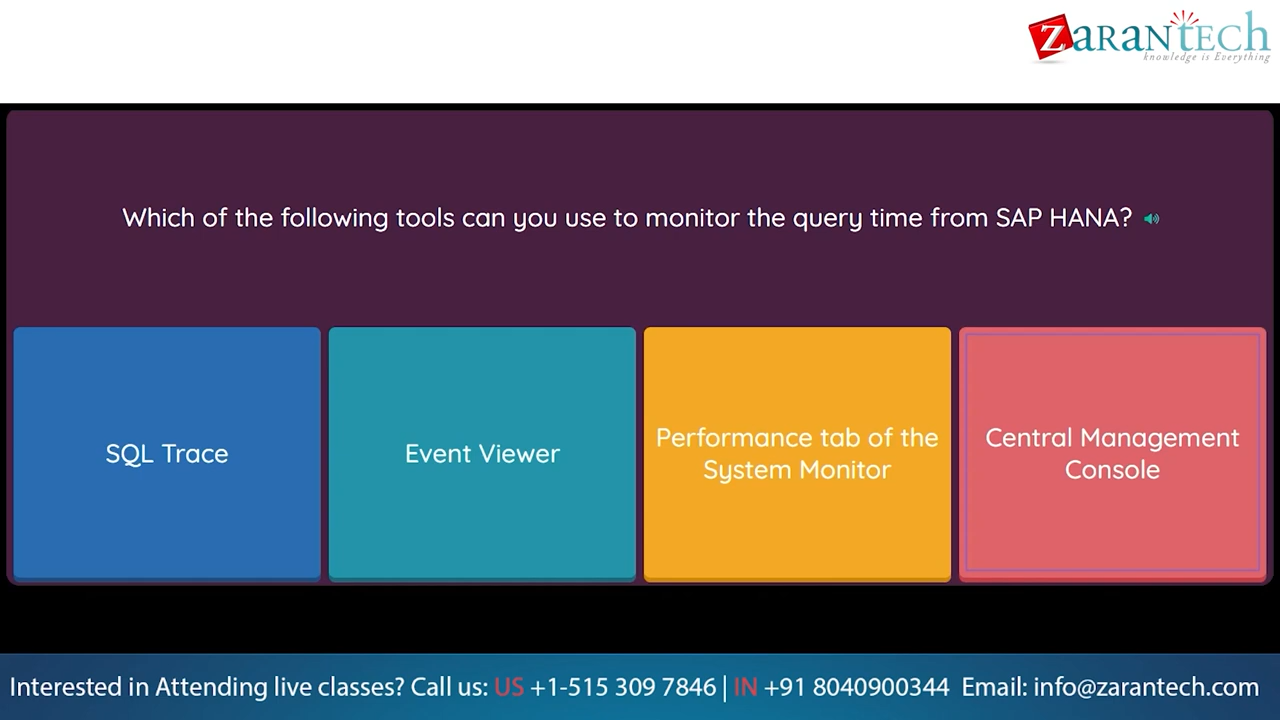 ZARANTECH
knowledge is Everything
Which of the following tools can you use to monitor the query time from SAP HANA?
SQL Trace
Event Viewer
Performance tab of the
System Monitor
Central Management
Console
Interested in Attending live classes? Call us: US +1-515 309 7846 | IN +91 8040900344 Email: info@zarantech.com